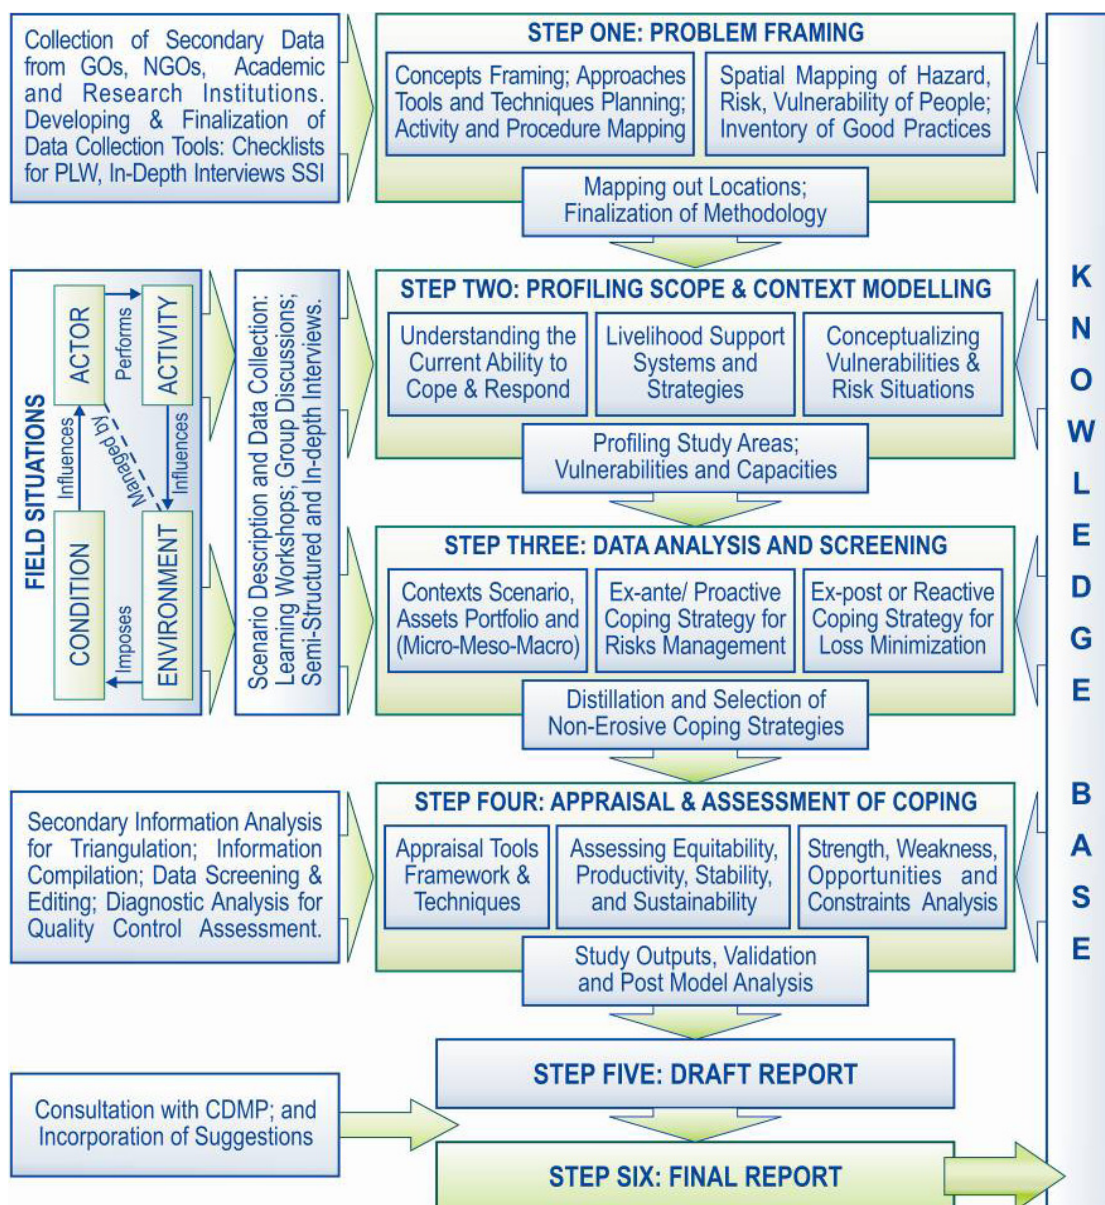 Collection of Secondary Data
from GOs, NGOs, Academic
and Research Institutions.
Developing & Finalization of
Data Collection Tools: Checklists
for PLW, In-Depth Interviews SSI
STEP ONE: PROBLEM FRAMING
Concepts Framing; Approaches
Tools and Techniques Planning;
Activity and Procedure Mapping
Spatial Mapping of Hazard,
Risk, Vulnerability of People;
Inventory of Good Practices
Mapping out Locations;
Finalization of Methodology
FIELD SITUATIONS
ACTOR
Performs
ACTIVITY
Influences
Managed by
Influences
CONDITION
Imposes
ENVIRONMENT
Scenario Description and Data Collection:
Learning Workshops; Group Discussions;
Semi-Structured and In-depth Interviews.
STEP TWO: PROFILING SCOPE & CONTEXT MODELLING
Understanding the
Current Ability to
Cope & Respond
Livelihood Support
Systems and
Strategies
Conceptualizing
Vulnerabilities &
Risk Situations
Profiling Study Areas;
Vulnerabilities and Capacities
STEP THREE: DATA ANALYSIS AND SCREENING
Contexts Scenario,
Assets Portfolio and
(Micro-Meso-Macro)
Ex-ante/ Proactive
Coping Strategy for
Risks Management
Ex-post or Reactive
Coping Strategy for
Loss Minimization
Distillation and Selection of
Non-Erosive Coping Strategies
Secondary Information Analysis
for Triangulation; Information
Compilation; Data Screening &
Editing; Diagnostic Analysis for
Quality Control Assessment.
STEP FOUR: APPRAISAL & ASSESSMENT OF COPING
Appraisal Tools
Framework &
Techniques
Assessing Equitability,
Productivity, Stability,
and Sustainability
Strength, Weakness,
Opportunities and
Constraints Analysis
Study Outputs, Validation
and Post Model Analysis
STEP FIVE: DRAFT REPORT
Consultation with CDMP; and
Incorporation of Suggestions
STEP SIX: FINAL REPORT
KNOWLEDGE BASE